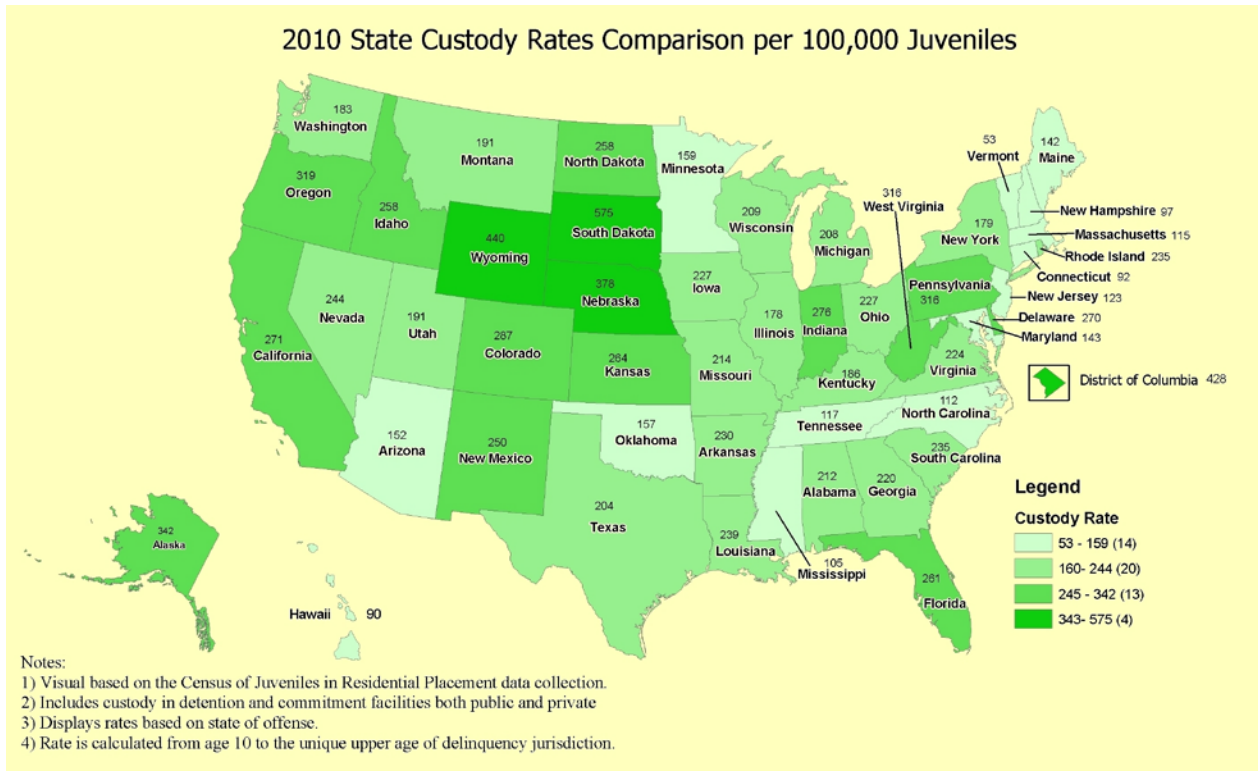 2010 State Custody Rates Comparison per 100,000 Juveniles
183
Washington
191
Montana
258
North Dakota
159
Minnesota
53
Vermont
142
Maine
319
Oregon
258
Idaho
440
Wyoming
575
South Dakota
209
Wisconsin
208
Michigan
316
West Virginia
179
New York
New Hampshire 97
Massachusetts 115
Rhode Island 235
Connecticut 92
New Jersey 123
Delaware 270
Maryland 143
378
Nebraska
227
Iowa
Pennsylvania
316
244
Nevada
191
Utah
271
California
287
Colorado
264
Kansas
214
Missouri
178
Illinois
276
Indiana
227
Ohio
186
Kentucky
224
Virginia
District of Columbia 428
152
Arizona
250
New Mexico
157
Oklahoma
230
Arkansas
117
Tennessee
112
North Carolina
235
South Carolina
204
Texas
239
Louisiana
105
Mississippi
212
Alabama
220
Georgia
261
Florida
342
Alaska
Hawaii 90
Legend
Custody Rate
53 - 159 (14)
160- 244 (20)
245 - 342 (13)
343- 575 (4)
Notes:
1) Visual based on the Census of Juveniles in Residential Placement data collection.
2) Includes custody in detention and commitment facilities both public and private
3) Displays rates based on state of offense.
4) Rate is calculated from age 10 to the unique upper age of delinquency jurisdiction.